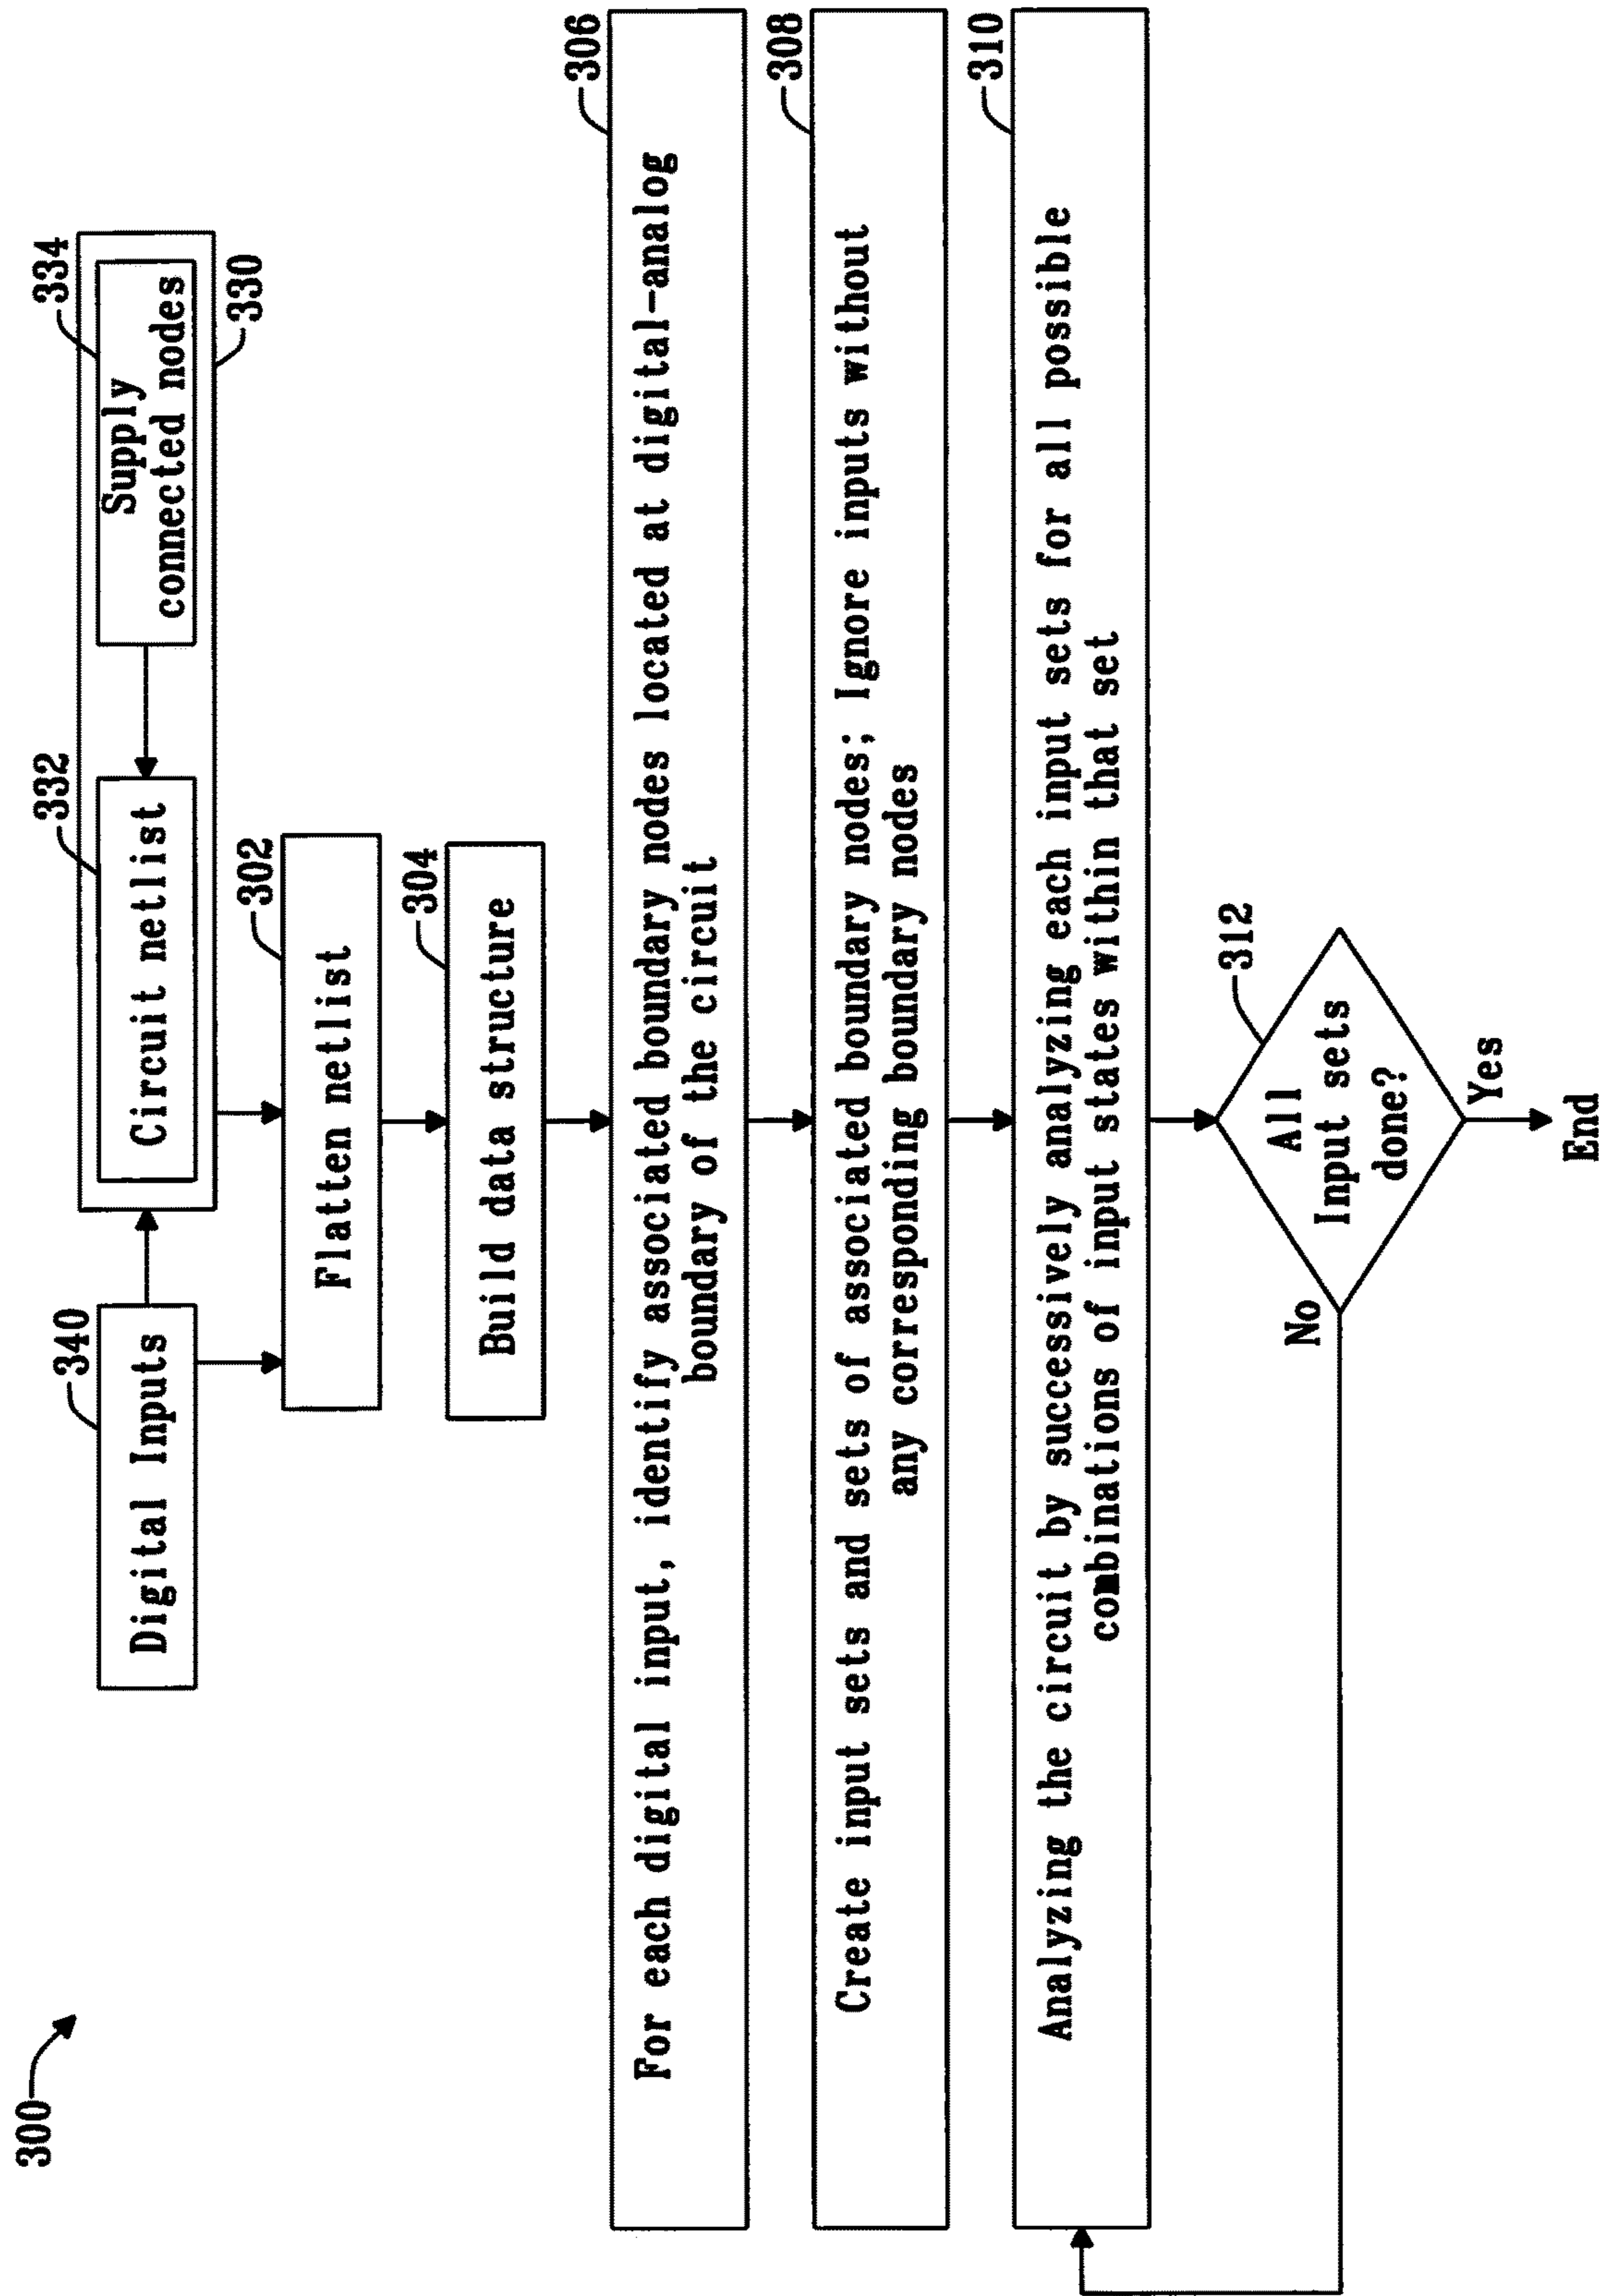 300
340
Digital Inputs
332
Circuit netlist
334
Supply
connected nodes
330
302
Flatten netlist
304
Build data structure
306
For each digital input, identify associated boundary nodes located at digital-analog
boundary of the circuit
308
Create input sets and sets of associated boundary nodes; Ignore inputs without
any corresponding boundary nodes
310
Analyzing the circuit by successively analyzing each input sets for all possible
combinations of input states within that set
312
All
Input sets
done?
No
Yes
End